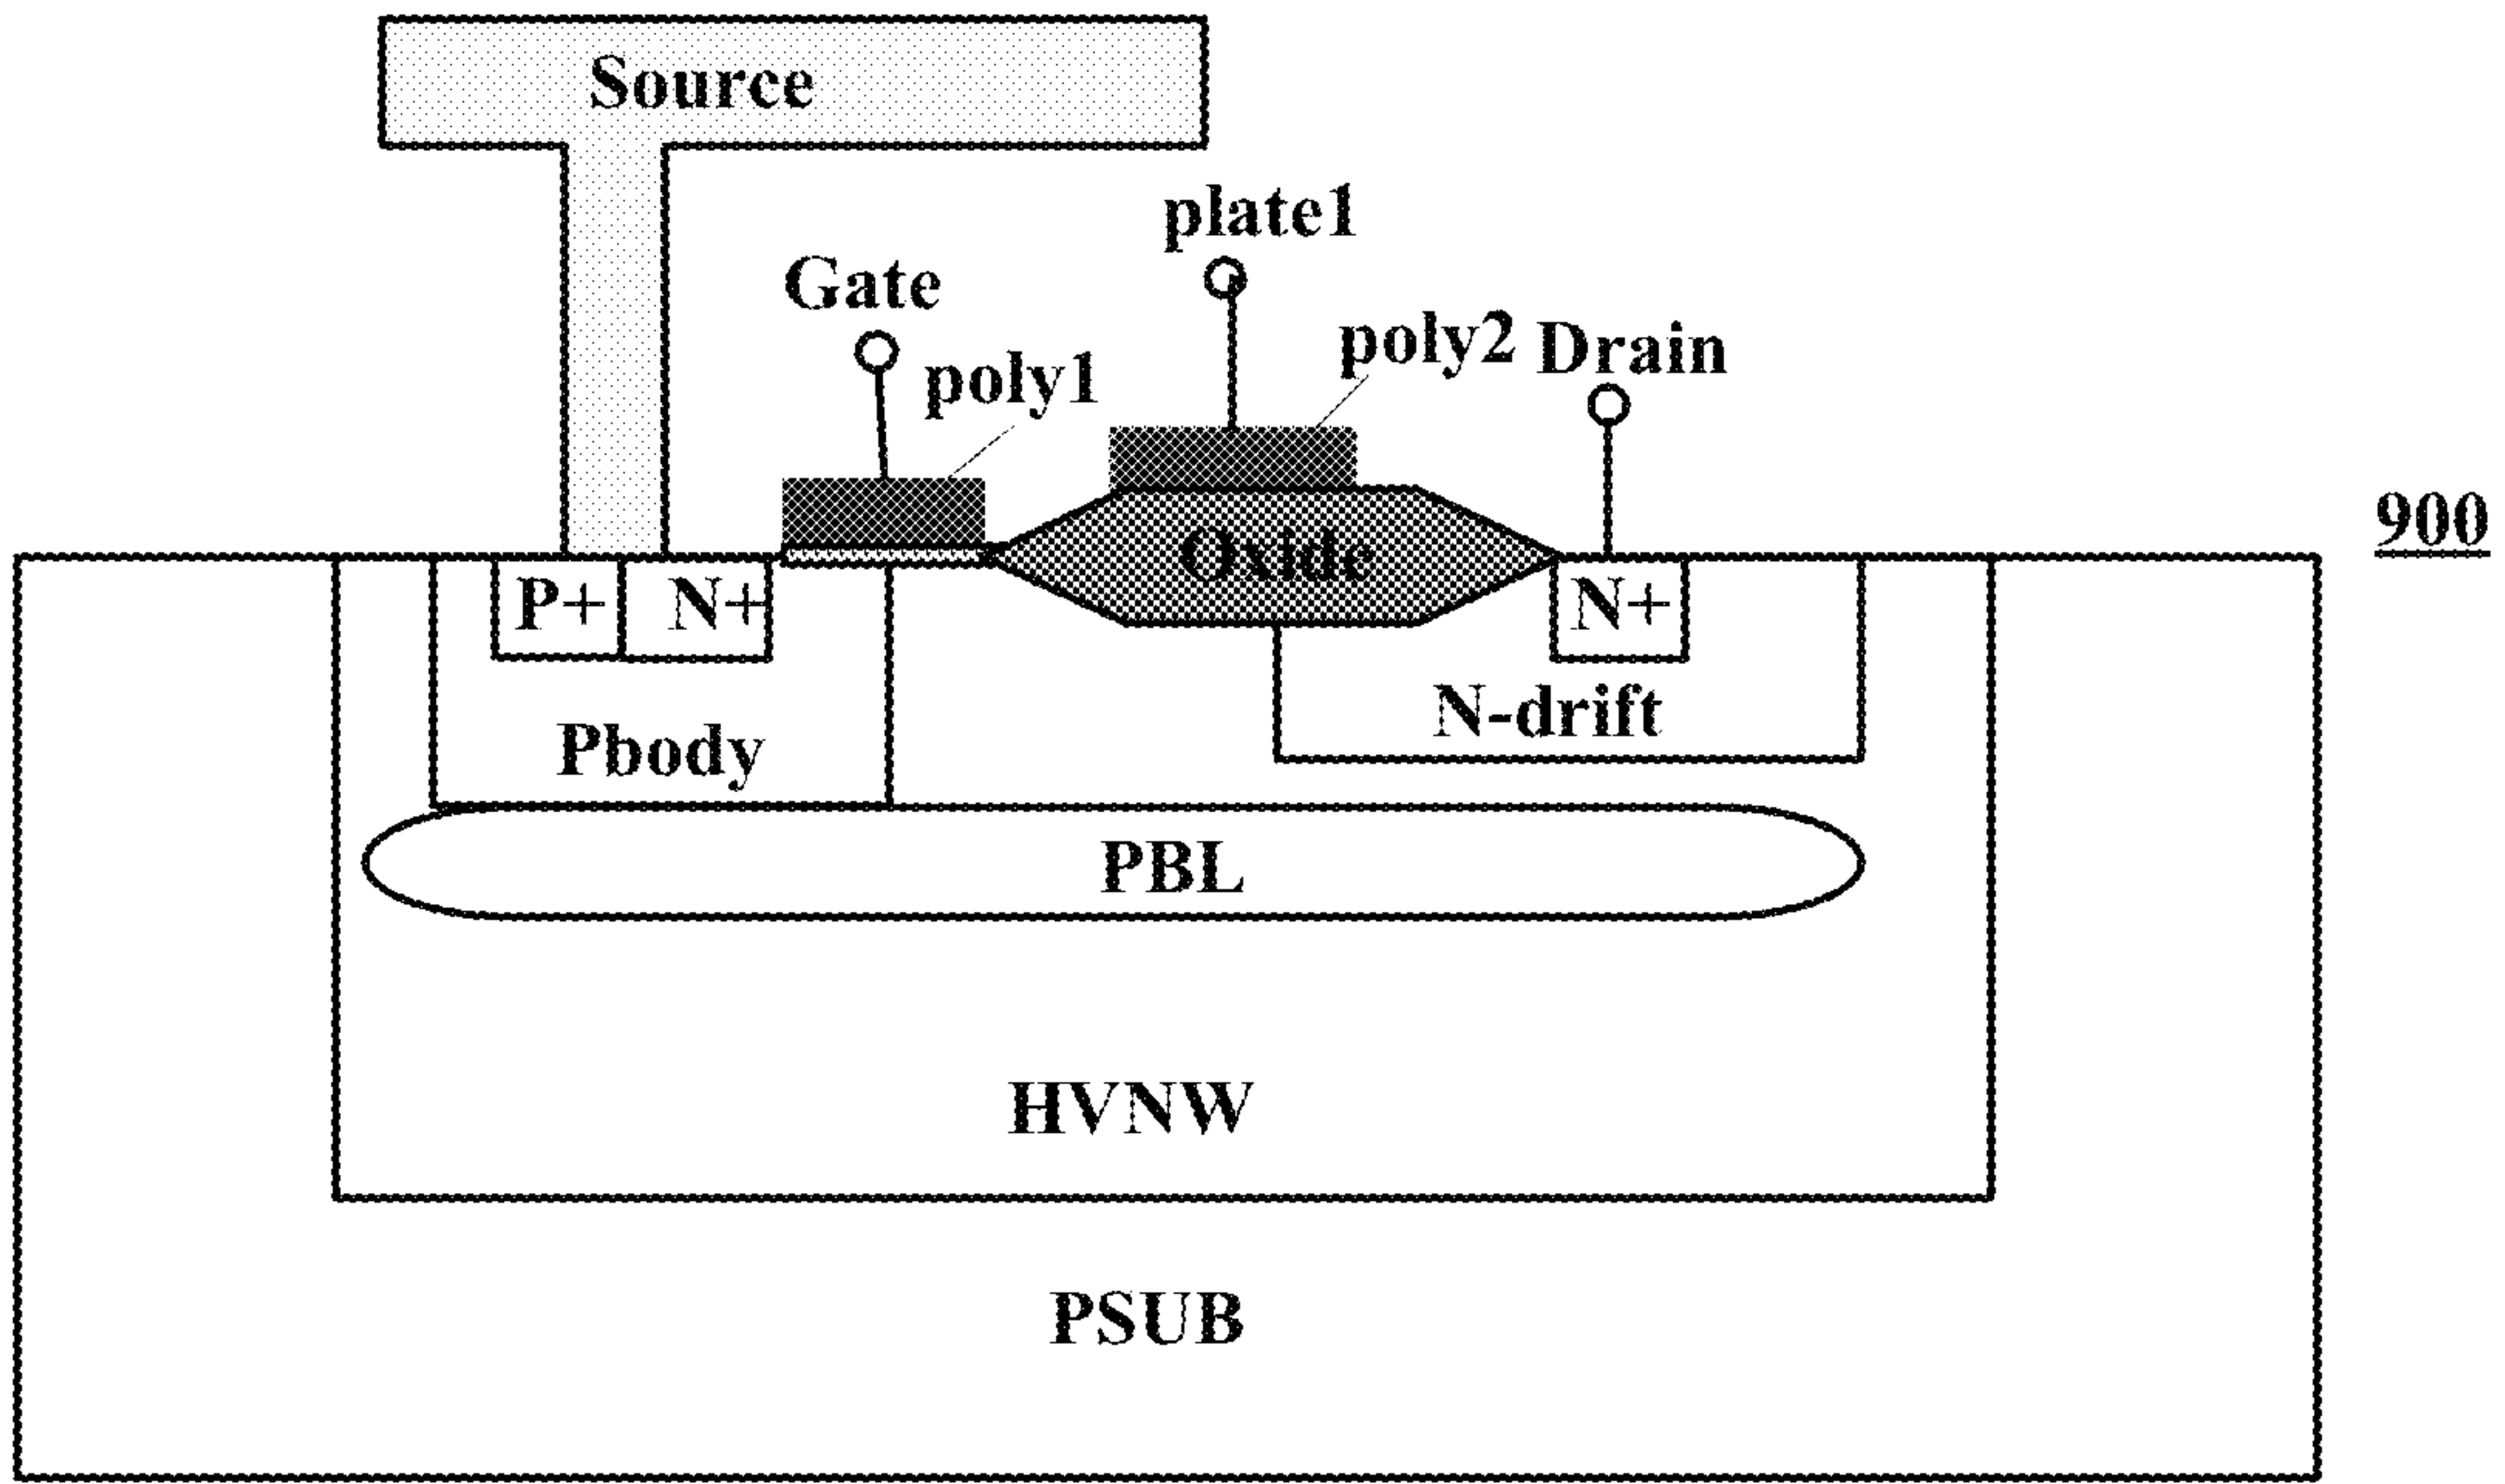 Source
plate1
Gate
poly2
Drain
poly1
900
Oxide
P+
N+
N+
N-drift
Pbody
PBL
HVNW
PSUB